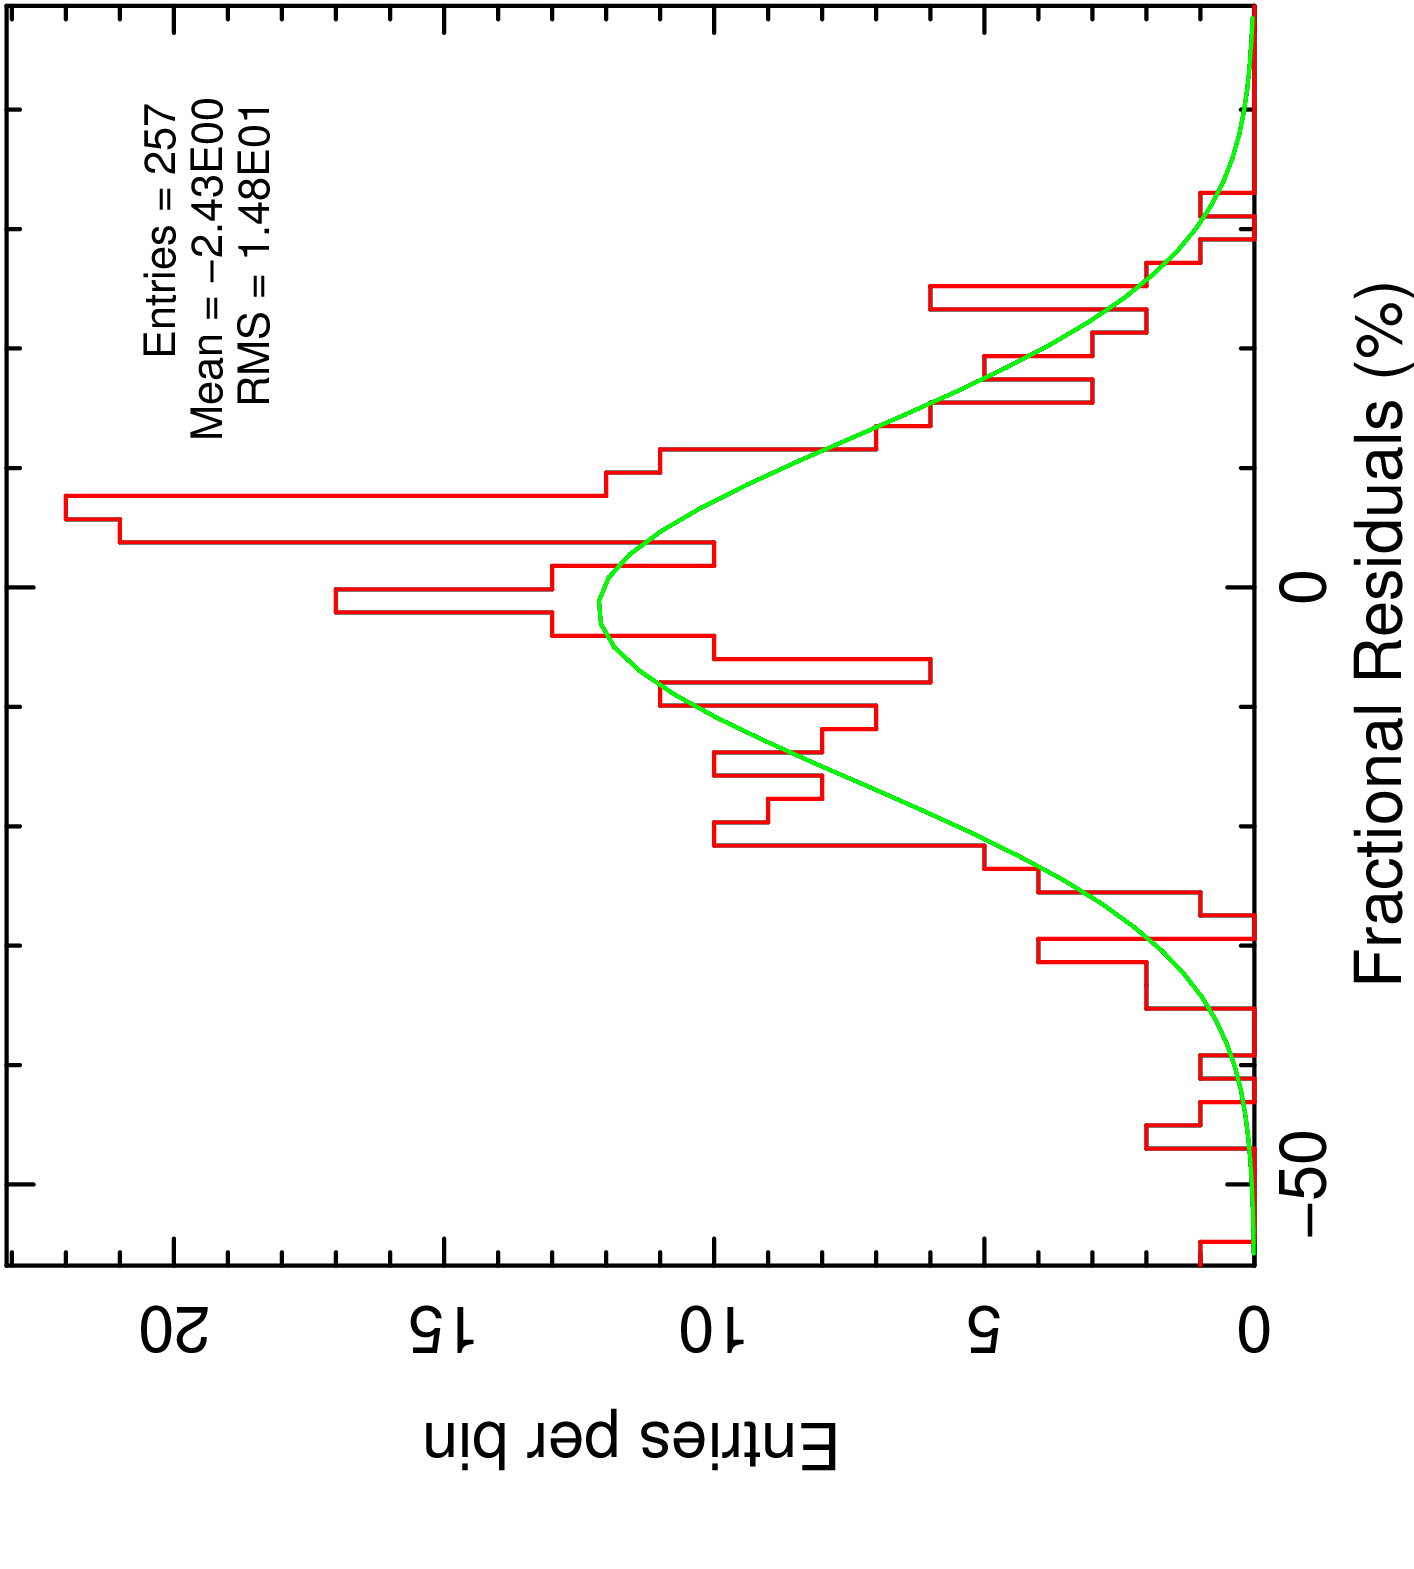 Entries = 257
Mean = −2.43E00
RMS = 1.48E01
20
15
10
5
0
Entries per bin
−50
0
Fractional Residuals (%)